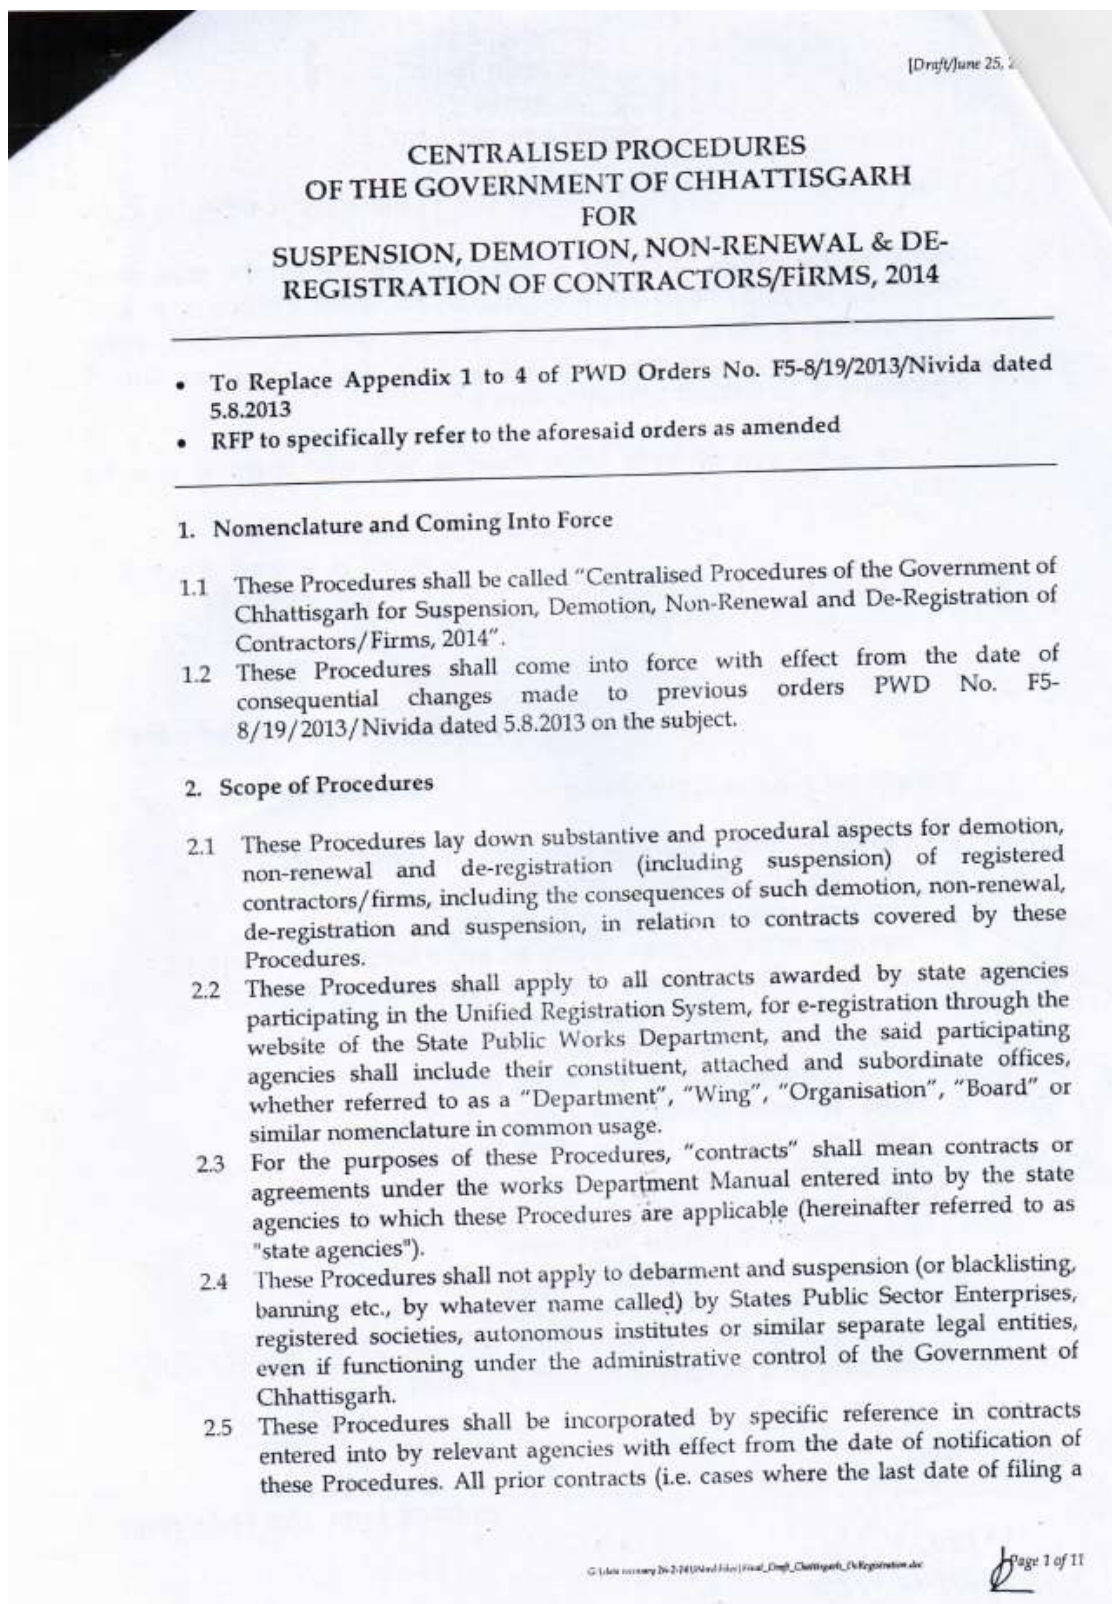 [Draft/June 25, 2
CENTRALISED PROCEDURES
OF THE GOVERNMENT OF CHHATTISGARH
FOR
SUSPENSION, DEMOTION, NON-RENEWAL & DE-
REGISTRATION OF CONTRACTORS/FIRMS, 2014
• To Replace Appendix 1 to 4 of PWD Orders No. F5-8/19/2013/Nivida dated
5.8.2013
• RFP to specifically refer to the aforesaid orders as amended
1. Nomenclature and Coming Into Force
1.1 These Procedures shall be called "Centralised Procedures of the Government of
Chhattisgarh for Suspension, Demotion, Non-Renewal and De-Registration of
Contractors/Firms, 2014".
1.2 These Procedures shall come into force with effect from the date of
consequential changes made to previous orders PWD No. F5-
8/19/2013/Nivida dated 5.8.2013 on the subject.
2. Scope of Procedures
2.1 These Procedures lay down substantive and procedural aspects for demotion,
non-renewal and de-registration (including suspension) of registered
contractors/firms, including the consequences of such demotion, non-renewal,
de-registration and suspension, in relation to contracts covered by these
Procedures.
2.2 These Procedures shall apply to all contracts awarded by state agencies
participating in the Unified Registration System, for e-registration through the
website of the State Public Works Department, and the said participating
agencies shall include their constituent, attached and subordinate offices,
whether referred to as a "Department", "Wing", "Organisation", "Board" or
similar nomenclature in common usage.
2.3 For the purposes of these Procedures, "contracts" shall mean contracts or
agreements under the works Department Manual entered into by the state
agencies to which these Procedures are applicable (hereinafter referred to as
"state agencies").
2.4 These Procedures shall not apply to debarment and suspension (or blacklisting,
banning etc., by whatever name called) by States Public Sector Enterprises,
registered societies, autonomous institutes or similar separate legal entities,
even if functioning under the administrative control of the Government of
Chhattisgarh.
2.5 These Procedures shall be incorporated by specific reference in contracts
entered into by relevant agencies with effect from the date of notification of
these Procedures. All prior contracts (i.e. cases where the last date of filing a
Page 1 of 11